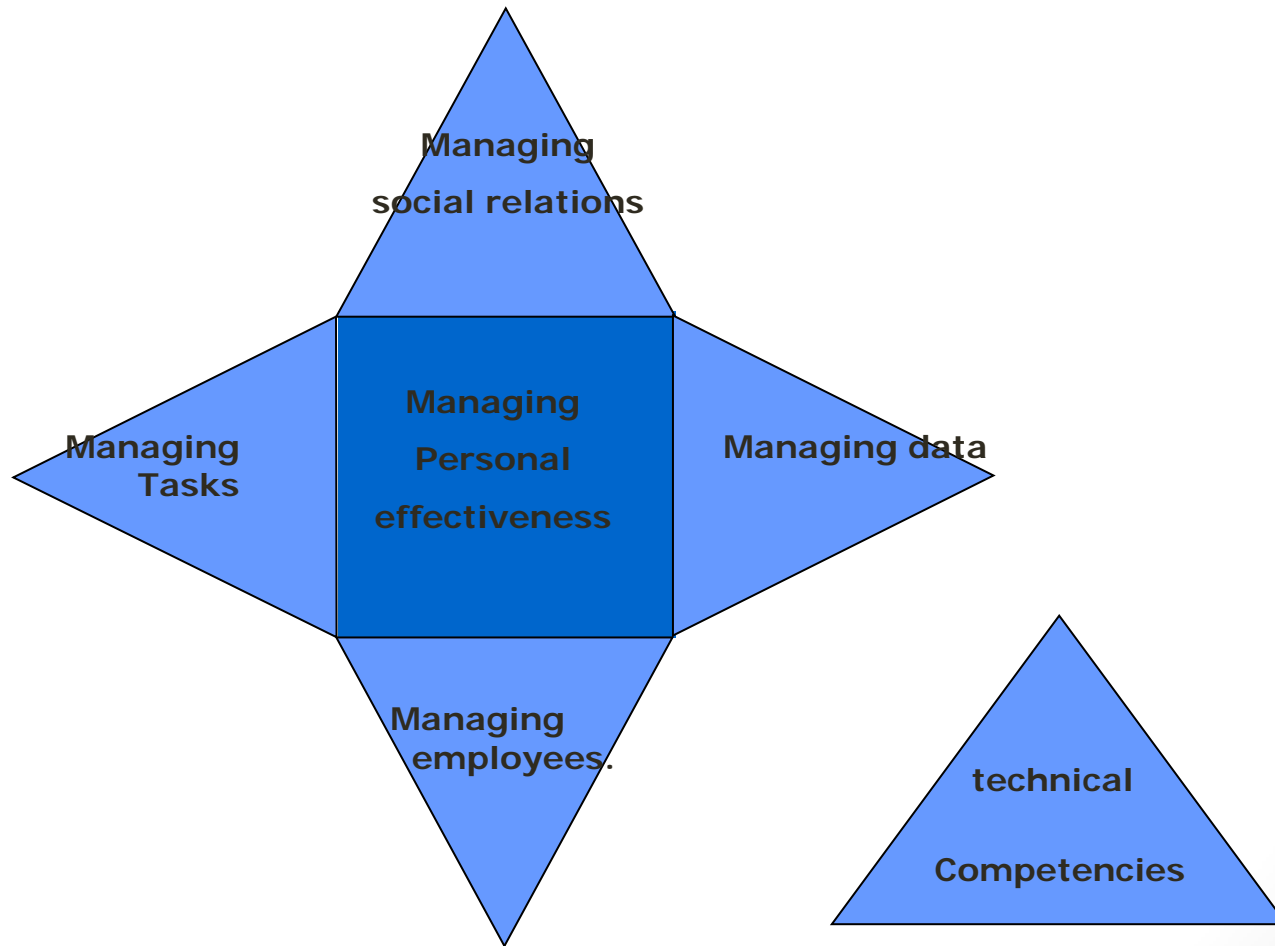 Managing
social relations
Managing
Tasks
Managing
Personal
effectiveness
Managing data
Managing
employees.
technical
Competencies